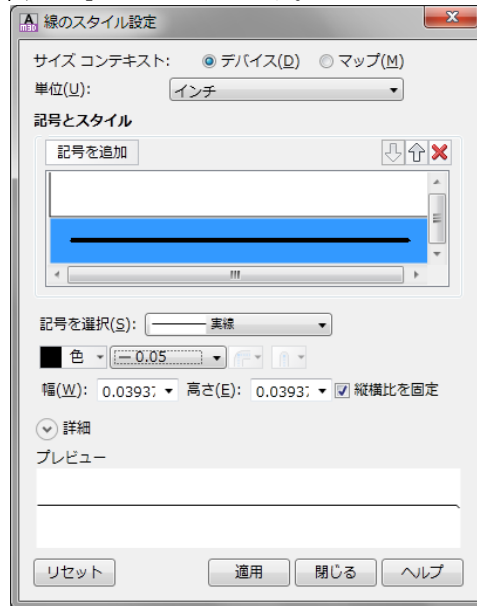 線のスタイル設定
サイズ コンテキスト: デバイス(D) マップ(M)
単位(U): インチ
記号とスタイル
記号を追加
記号を選択(S): 実線
色 0.05
幅(W): 0.0393 高さ(E): 0.0393 縦横比を固定
詳細
プレビュー
リセット 適用 閉じる ヘルプ